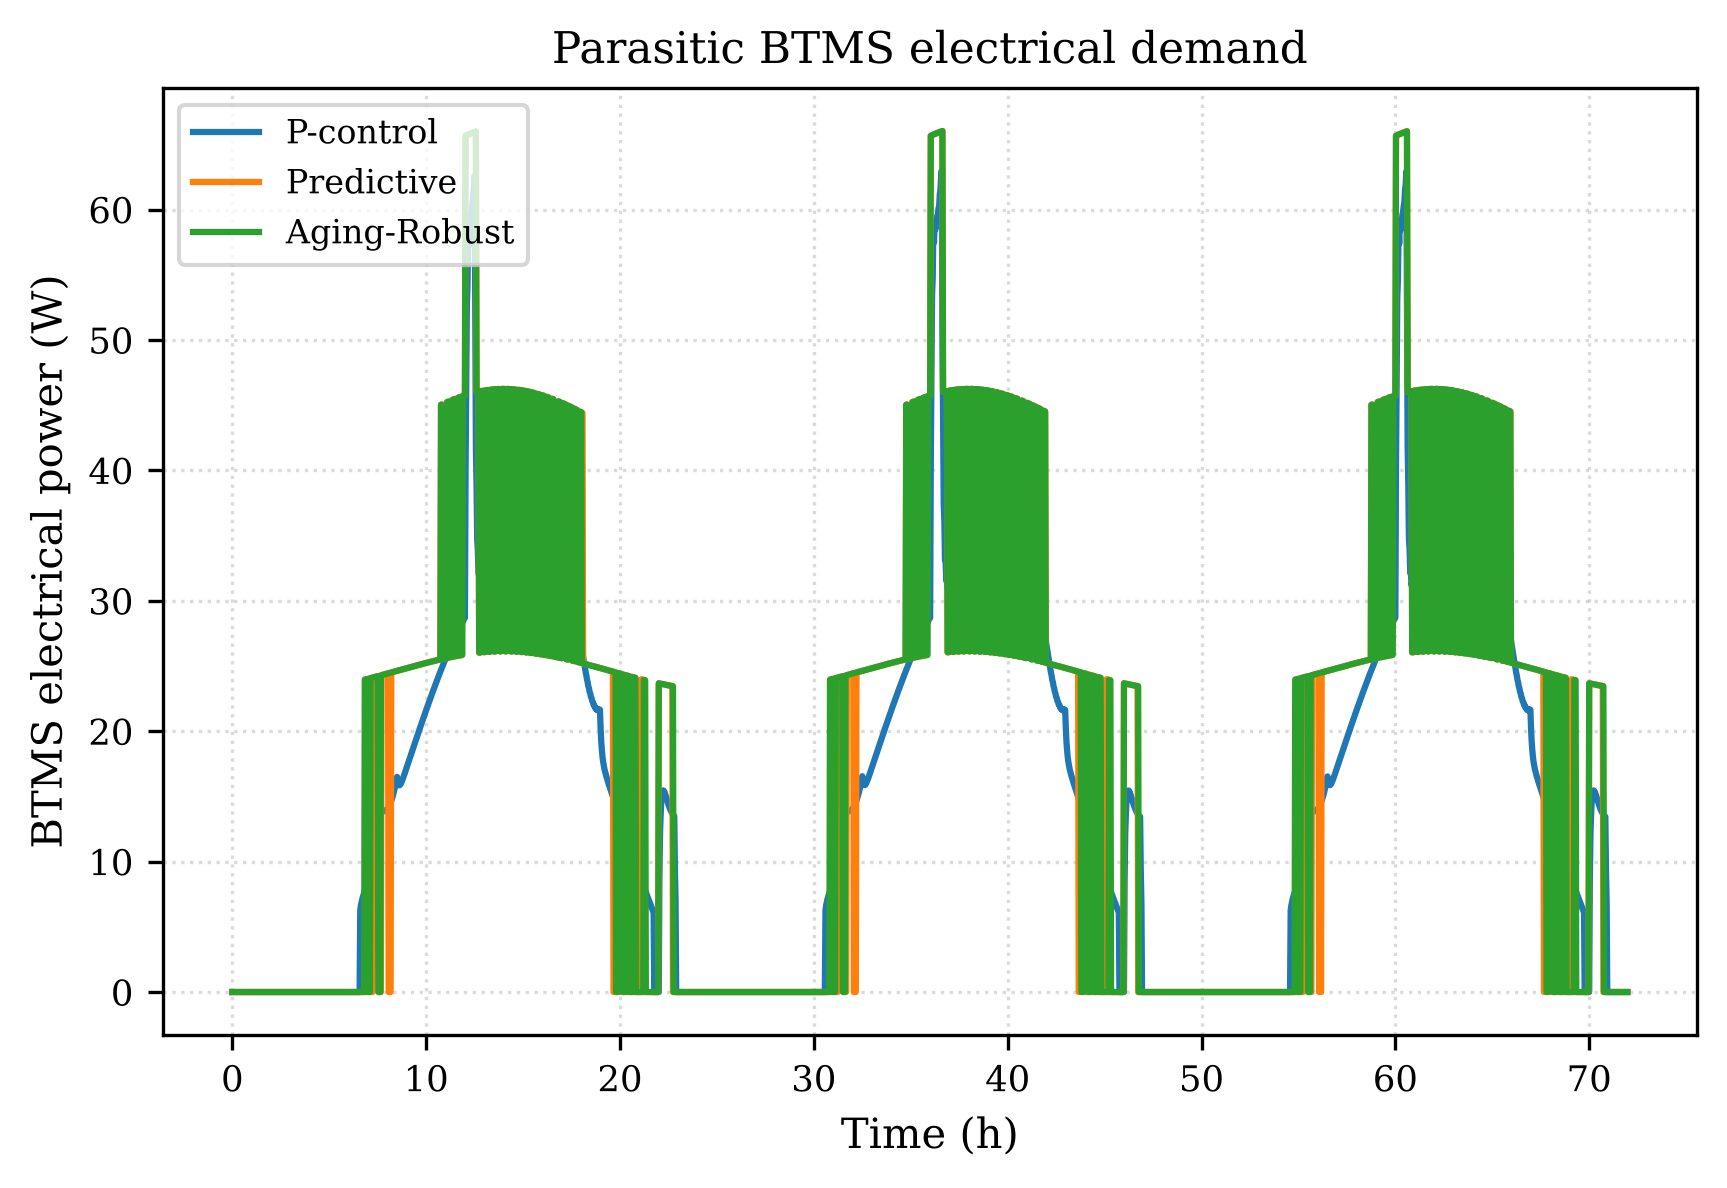 Parasitic BTMS electrical demand
P-control
Predictive
Aging-Robust
BTMS electrical power (W)
60
50
40
30
20
10
0
0 10 20 30 40 50 60 70
Time (h)